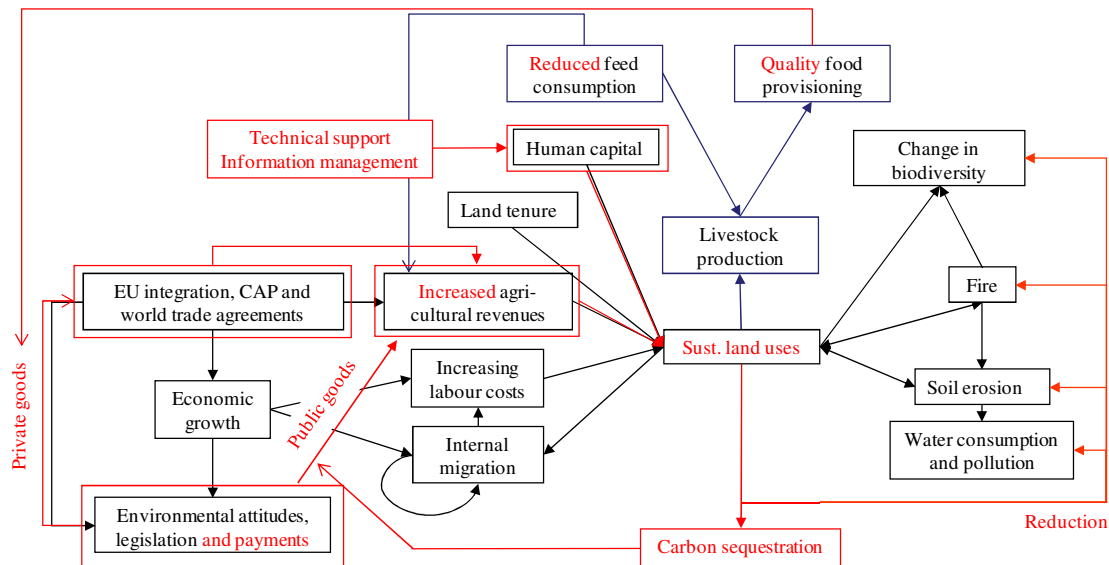 Reduced feed
consumption
Quality food
provisioning
Technical support
Information management
Human capital
Change in
biodiversity
Land tenure
Livestock
production
EU integration, CAP and
world trade agreements
Increased agri-
cultural revenues
Fire
Sust. land uses
Private goods
Economic
growth
Public goods
Increasing
labour costs
Soil erosion
Internal
migration
Water consumption
and pollution
Environmental attitudes,
legislation and payments
Carbon sequestration
Reduction